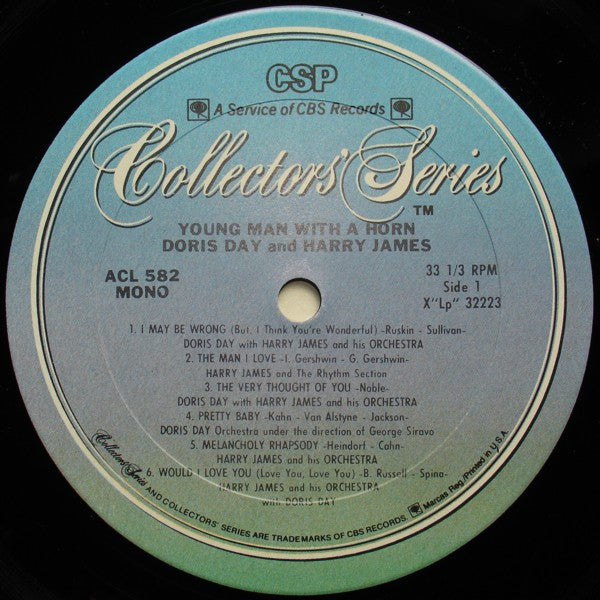 CSP
A Service of CBS Records
Collectors' Series
TM
YOUNG MAN WITH A HORN
DORIS DAY and HARRY JAMES
ACL 582
MONO
33 1/3 RPM
Side 1
X"Lp" 32223
1. I MAY BE WRONG (But, I Think You're Wonderful) -Ruskin - Sullivan-
DORIS DAY with HARRY JAMES and his ORCHESTRA
2. THE MAN I LOVE -I. Gershwin - G. Gershwin-
HARRY JAMES and The Rhythm Section
3. THE VERY THOUGHT OF YOU -Noble-
DORIS DAY with HARRY JAMES and his ORCHESTRA
4. PRETTY BABY -Kahn - Van Alstyne - Jackson-
DORIS DAY Orchestra under the direction of George Siravo
5. MELANCHOLY RHAPSODY -Heindorf - Cahn-
HARRY JAMES and his ORCHESTRA
6. WOULD I LOVE YOU (Love You, Love You) -B. Russell - Spina-
HARRY JAMES and his ORCHESTRA
with DORIS DAY
Collectors' Series AND COLLECTORS' SERIES ARE TRADEMARKS OF CBS RECORDS. Marcas Reg./Printed in U.S.A.